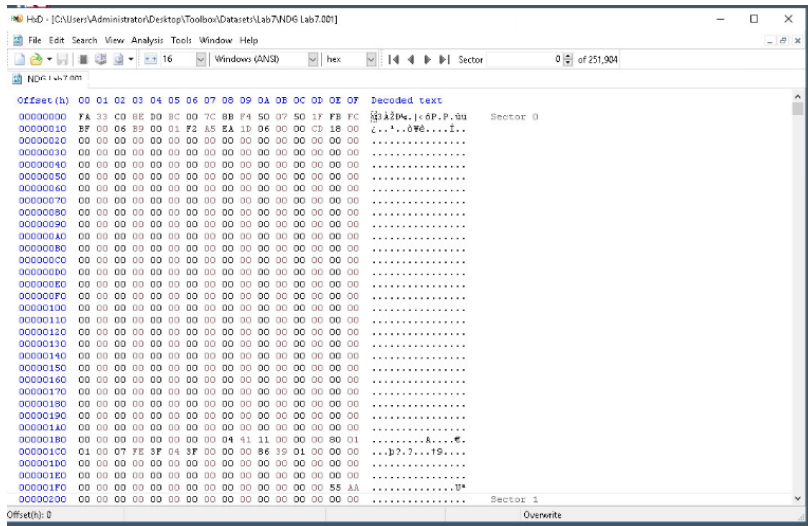 HxD - [C:\Users\Administrator\Desktop\Toolbox\Datasets\Lab7\NDG Lab7.001]
File Edit Search View Analysis Tools Window Help
16 Windows (ANSI) hex Sector 0 of 251,904
NDG Lab7.001
Offset(h) 00 01 02 03 04 05 06 07 08 09 0A 0B 0C 0D 0E 0F Decoded text
00000000 FA 33 C0 8E D0 BC 00 7C 8B F4 50 07 50 1F FB FC ú3ÀŽÐ¼.|‹ôP.P.ûü Sector 0
00000010 BF 00 06 B9 00 01 F2 A5 EA 1D 06 00 00 CD 18 00 ¿..¹..ò¥ê....Í..
00000020 00 00 00 00 00 00 00 00 00 00 00 00 00 00 00 00 ................
00000030 00 00 00 00 00 00 00 00 00 00 00 00 00 00 00 00 ................
00000040 00 00 00 00 00 00 00 00 00 00 00 00 00 00 00 00 ................
00000050 00 00 00 00 00 00 00 00 00 00 00 00 00 00 00 00 ................
00000060 00 00 00 00 00 00 00 00 00 00 00 00 00 00 00 00 ................
00000070 00 00 00 00 00 00 00 00 00 00 00 00 00 00 00 00 ................
00000080 00 00 00 00 00 00 00 00 00 00 00 00 00 00 00 00 ................
00000090 00 00 00 00 00 00 00 00 00 00 00 00 00 00 00 00 ................
000000A0 00 00 00 00 00 00 00 00 00 00 00 00 00 00 00 00 ................
000000B0 00 00 00 00 00 00 00 00 00 00 00 00 00 00 00 00 ................
000000C0 00 00 00 00 00 00 00 00 00 00 00 00 00 00 00 00 ................
000000D0 00 00 00 00 00 00 00 00 00 00 00 00 00 00 00 00 ................
000000E0 00 00 00 00 00 00 00 00 00 00 00 00 00 00 00 00 ................
000000F0 00 00 00 00 00 00 00 00 00 00 00 00 00 00 00 00 ................
00000100 00 00 00 00 00 00 00 00 00 00 00 00 00 00 00 00 ................
00000110 00 00 00 00 00 00 00 00 00 00 00 00 00 00 00 00 ................
00000120 00 00 00 00 00 00 00 00 00 00 00 00 00 00 00 00 ................
00000130 00 00 00 00 00 00 00 00 00 00 00 00 00 00 00 00 ................
00000140 00 00 00 00 00 00 00 00 00 00 00 00 00 00 00 00 ................
00000150 00 00 00 00 00 00 00 00 00 00 00 00 00 00 00 00 ................
00000160 00 00 00 00 00 00 00 00 00 00 00 00 00 00 00 00 ................
00000170 00 00 00 00 00 00 00 00 00 00 00 00 00 00 00 00 ................
00000180 00 00 00 00 00 00 00 00 00 00 00 00 00 00 00 00 ................
00000190 00 00 00 00 00 00 00 00 00 00 00 00 00 00 00 00 ................
000001A0 00 00 00 00 00 00 00 00 00 00 00 00 00 00 00 00 ................
000001B0 00 00 00 00 00 00 00 00 04 41 11 00 00 00 80 01 .........A....€.
000001C0 01 00 07 FE 3F 04 3F 00 00 00 86 39 01 00 00 00 ...þ?.?...†9....
000001D0 00 00 00 00 00 00 00 00 00 00 00 00 00 00 00 00 ................
000001E0 00 00 00 00 00 00 00 00 00 00 00 00 00 00 00 00 ................
000001F0 00 00 00 00 00 00 00 00 00 00 00 00 00 00 55 AA ..............Uª
00000200 00 00 00 00 00 00 00 00 00 00 00 00 00 00 00 00 ................ Sector 1
Offset(h): 0 Overwrite